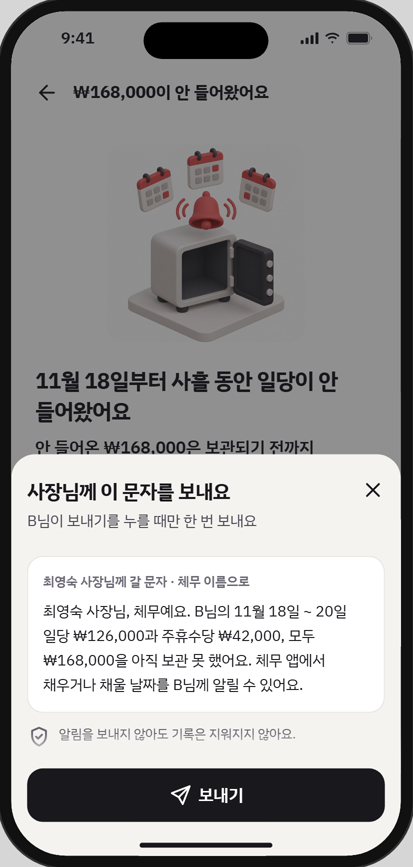 9:41
₩168,000이 안 들어왔어요
11월 18일부터 사흘 동안 일당이 안
들어왔어요
안 들어온 ₩168,000은 보관되기 전까지
사장님께 이 문자를 보내요
B님이 보내기를 누를 때만 한 번 보내요
최영숙 사장님께 갈 문자 · 체무 이름으로
최영숙 사장님, 체무예요. B님의 11월 18일 ~ 20일
일당 ₩126,000과 주휴수당 ₩42,000, 모두
₩168,000을 아직 보관 못 했어요. 체무 앱에서
채우거나 채울 날짜를 B님께 알릴 수 있어요.
알림을 보내지 않아도 기록은 지워지지 않아요.
보내기